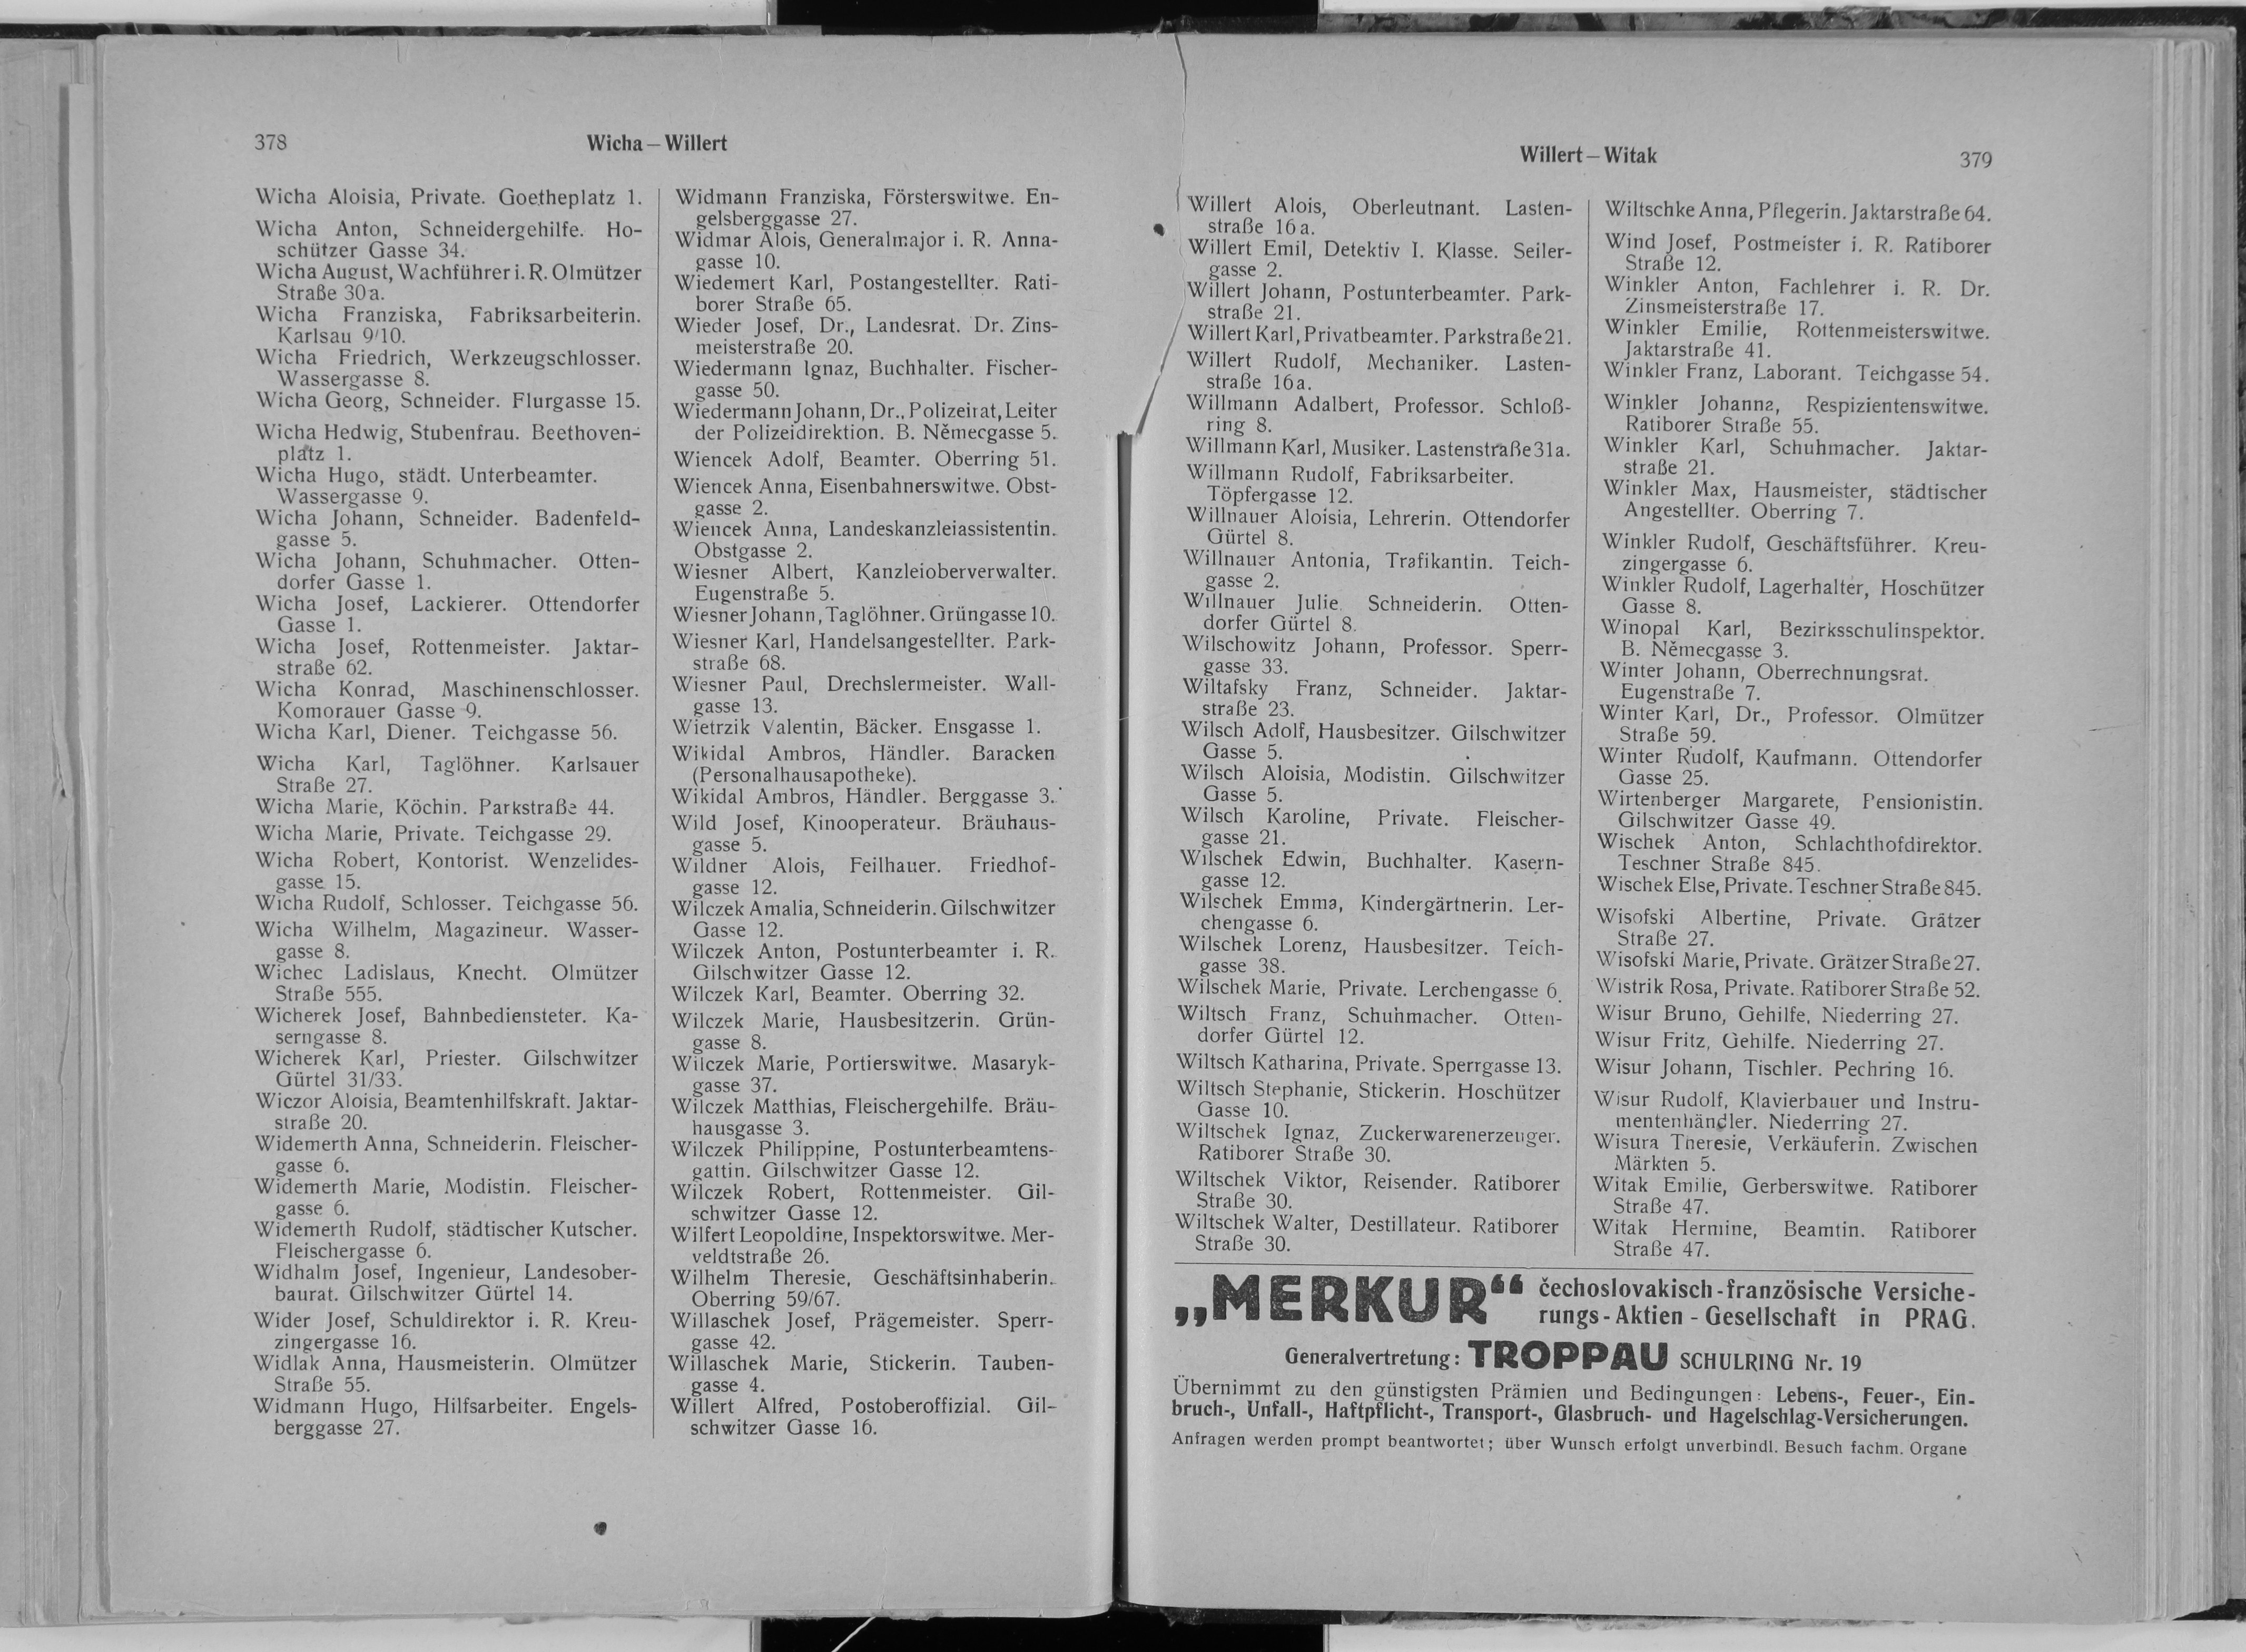 378
Wicha — Willert
Wicha Aloisia, Private. Goetheplatz 1.
Wicha Anton, Schneidergehilfe. Ho-
schützer Gasse 34.
Wicha August, Wachführer i. R. Olmützer
Straße 30a.
Wicha Franziska, Fabriksarbeiterin.
Karlsau 9/10.
Wicha Friedrich, Werkzeugschlosser.
Wassergasse 8.
Wicha Georg, Schneider. Flurgasse 15.
Wicha Hedwig, Stubenfrau. Beethoven-
platz 1.
Wicha Hugo, städt. Unterbeamter.
Wassergasse 9.
Wicha Johann, Schneider. Badenfeld-
gasse 5.
Wicha Johann, Schuhmacher. Otten-
dorfer Gasse 1.
Wicha Josef, Lackierer. Ottendorfer
Gasse 1.
Wicha Josef, Rottenmeister. Jaktar-
straße 62.
Wicha Konrad, Maschinenschlosser.
Komorauer Gasse 9.
Wicha Karl, Diener. Teichgasse 56.
Wicha Karl, Taglöhner. Karlsauer
Straße 27.
Wicha Marie, Köchin. Parkstraße 44.
Wicha Marie, Private. Teichgasse 29.
Wicha Robert, Kontorist. Wenzelides-
gasse 15.
Wicha Rudolf, Schlosser. Teichgasse 56.
Wicha Wilhelm, Magazineur. Wasser-
gasse 8.
Wichec Ladislaus, Knecht. Olmützer
Straße 555.
Wicherek Josef, Bahnbediensteter. Ka-
serngasse 8.
Wicherek Karl, Priester. Gilschwitzer
Gürtel 31/33.
Wiczor Aloisia, Beamtenhilfskraft. Jaktar-
straße 20.
Widemerth Anna, Schneiderin. Fleischer-
gasse 6.
Widemerth Marie, Modistin. Fleischer-
gasse 6.
Widemerth Rudolf, städtischer Kutscher.
Fleischergasse 6.
Widhalm Josef, Ingenieur, Landesober-
baurat. Gilschwitzer Gürtel 14.
Wider Josef, Schuldirektor i. R. Kreu-
zingergasse 16.
Widlak Anna, Hausmeisterin. Olmützer
Straße 55.
Widmann Hugo, Hilfsarbeiter. Engels-
berggasse 27.
Widmann Franziska, Försterswitwe. En-
gelsberggasse 27.
Widmar Alois, Generalmajor i. R. Anna-
gasse 10.
Wiedemert Karl, Postangestellter. Rati-
borer Straße 65.
Wieder Josef, Dr., Landesrat. Dr. Zins-
meisterstraße 20.
Wiedermann Ignaz, Buchhalter. Fischer-
gasse 50.
Wiedermann Johann, Dr., Polizeirat, Leiter
der Polizeidirektion. B. Němecgasse 5.
Wiencek Adolf, Beamter. Oberring 51.
Wiencek Anna, Eisenbahnerswitwe. Obst-
gasse 2.
Wiencek Anna, Landeskanzleiassistentin.
Obstgasse 2.
Wiesner Albert, Kanzleioberverwalter.
Eugenstraße 5.
Wiesner Johann, Taglöhner. Grüngasse 10.
Wiesner Karl, Handelsangestellter. Park-
straße 68.
Wiesner Paul, Drechslermeister. Wall-
gasse 13.
Wietrzik Valentin, Bäcker. Ensgasse 1.
Wikidal Ambros, Händler. Baracken
(Personalhausapotheke).
Wikidal Ambros, Händler. Berggasse 3.
Wild Josef, Kinooperateur. Bräuhaus-
gasse 5.
Wildner Alois, Feilhauer. Friedhof-
gasse 12.
Wilczek Amalia, Schneiderin. Gilschwitzer
Gasse 12.
Wilczek Anton, Postunterbeamter i. R.
Gilschwitzer Gasse 12.
Wilczek Karl, Beamter. Oberring 32.
Wilczek Marie, Hausbesitzerin. Grün-
gasse 8.
Wilczek Marie, Portierswitwe. Masaryk-
gasse 37.
Wilczek Matthias, Fleischergehilfe. Bräu-
hausgasse 3.
Wilczek Philippine, Postunterbeamtens-
gattin. Gilschwitzer Gasse 12.
Wilczek Robert, Rottenmeister. Gil-
schwitzer Gasse 12.
Wilfert Leopoldine, Inspektorswitwe. Mer-
veldtstraße 26.
Wilhelm Theresie, Geschäftsinhaberin.
Oberring 59/67.
Willaschek Josef, Prägemeister. Sperr-
gasse 42.
Willaschek Marie, Stickerin. Tauben-
gasse 4.
Willert Alfred, Postoberoffizial. Gil-
schwitzer Gasse 16.
Willert — Witak
379
Willert Alois, Oberleutnant. Lasten-
straße 16a.
Willert Emil, Detektiv I. Klasse. Seiler-
gasse 2.
Willert Johann, Postunterbeamter. Park-
straße 21.
Willert Karl, Privatbeamter. Parkstraße 21.
Willert Rudolf, Mechaniker. Lasten-
straße 16a.
Willmann Adalbert, Professor. Schloß-
ring 8.
Willmann Karl, Musiker. Lastenstraße 31a.
Willmann Rudolf, Fabriksarbeiter.
Töpfergasse 12.
Willnauer Aloisia, Lehrerin. Ottendorfer
Gürtel 8.
Willnauer Antonia, Trafikantin. Teich-
gasse 2.
Willnauer Julie. Schneiderin. Otten-
dorfer Gürtel 8.
Wilschowitz Johann, Professor. Sperr-
gasse 33.
Wiltafsky Franz, Schneider. Jaktar-
straße 23.
Wilsch Adolf, Hausbesitzer. Gilschwitzer
Gasse 5.
Wilsch Aloisia, Modistin. Gilschwitzer
Gasse 5.
Wilsch Karoline, Private. Fleischer-
gasse 21.
Wilschek Edwin, Buchhalter. Kasern-
gasse 12.
Wilschek Emma, Kindergärtnerin. Ler-
chengasse 6.
Wilschek Lorenz, Hausbesitzer. Teich-
gasse 38.
Wilschek Marie, Private. Lerchengasse 6.
Wiltsch Franz, Schuhmacher. Otten-
dorfer Gürtel 12.
Wiltsch Katharina, Private. Sperrgasse 13.
Wiltsch Stephanie, Stickerin. Hoschützer
Gasse 10.
Wiltschek Ignaz, Zuckerwarenerzeuger.
Ratiborer Straße 30.
Wiltschek Viktor, Reisender. Ratiborer
Straße 30.
Wiltschek Walter, Destillateur. Ratiborer
Straße 30.
Wiltschke Anna, Pflegerin. Jaktarstraße 64.
Wind Josef, Postmeister i. R. Ratiborer
Straße 12.
Winkler Anton, Fachlehrer i. R. Dr.
Zinsmeisterstraße 17.
Winkler Emilie, Rottenmeisterswitwe.
Jaktarstraße 41.
Winkler Franz, Laborant. Teichgasse 54.
Winkler Johanna, Respizientenswitwe.
Ratiborer Straße 55.
Winkler Karl, Schuhmacher. Jaktar-
straße 21.
Winkler Max, Hausmeister, städtischer
Angestellter. Oberring 7.
Winkler Rudolf, Geschäftsführer. Kreu-
zingergasse 6.
Winkler Rudolf, Lagerhalter, Hoschützer
Gasse 8.
Winopal Karl, Bezirksschulinspektor.
B. Němecgasse 3.
Winter Johann, Oberrechnungsrat.
Eugenstraße 7.
Winter Karl, Dr., Professor. Olmützer
Straße 59.
Winter Rudolf, Kaufmann. Ottendorfer
Gasse 25.
Wirtenberger Margarete, Pensionistin.
Gilschwitzer Gasse 49.
Wischek Anton, Schlachthofdirektor.
Teschner Straße 845.
Wischek Else, Private. Teschner Straße 845.
Wisofski Albertine, Private. Grätzer
Straße 27.
Wisofski Marie, Private. Grätzer Straße 27.
Wistrik Rosa, Private. Ratiborer Straße 52.
Wisur Bruno, Gehilfe, Niederring 27.
Wisur Fritz, Gehilfe. Niederring 27.
Wisur Johann, Tischler. Pechring 16.
Wisur Rudolf, Klavierbauer und Instru-
mentenhändler. Niederring 27.
Wisura Theresie, Verkäuferin. Zwischen
Märkten 5.
Witak Emilie, Gerberswitwe. Ratiborer
Straße 47.
Witak Hermine, Beamtin. Ratiborer
Straße 47.
„MERKUR“ čechoslovakisch-französische Versiche-
rungs-Aktien-Gesellschaft in PRAG.
Generalvertretung: TROPPAU SCHULRING Nr. 19
Übernimmt zu den günstigsten Prämien und Bedingungen: Lebens-, Feuer-, Ein-
bruch-, Unfall-, Haftpflicht-, Transport-, Glasbruch- und Hagelschlag-Versicherungen.
Anfragen werden prompt beantwortet; über Wunsch erfolgt unverbindl. Besuch fachm. Organe